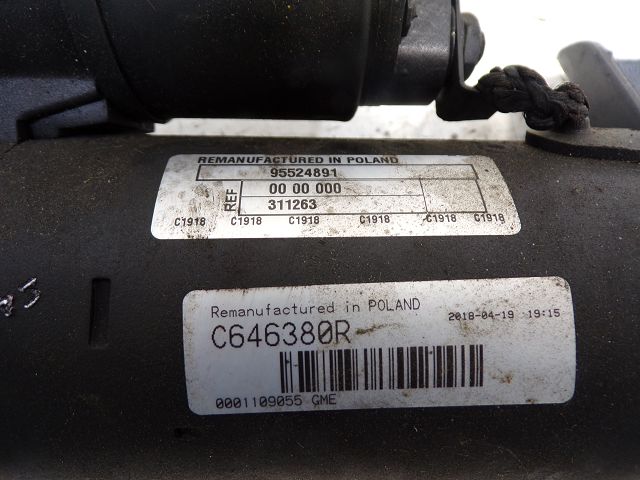 REMANUFACTURED IN POLAND
95524891
REF 00 00 000
311263
C1918 C1918 C1918 C1918 C1918 C1918
Remanufactured in POLAND
C646380R 2018-04-19 19:15
0001109055 GME